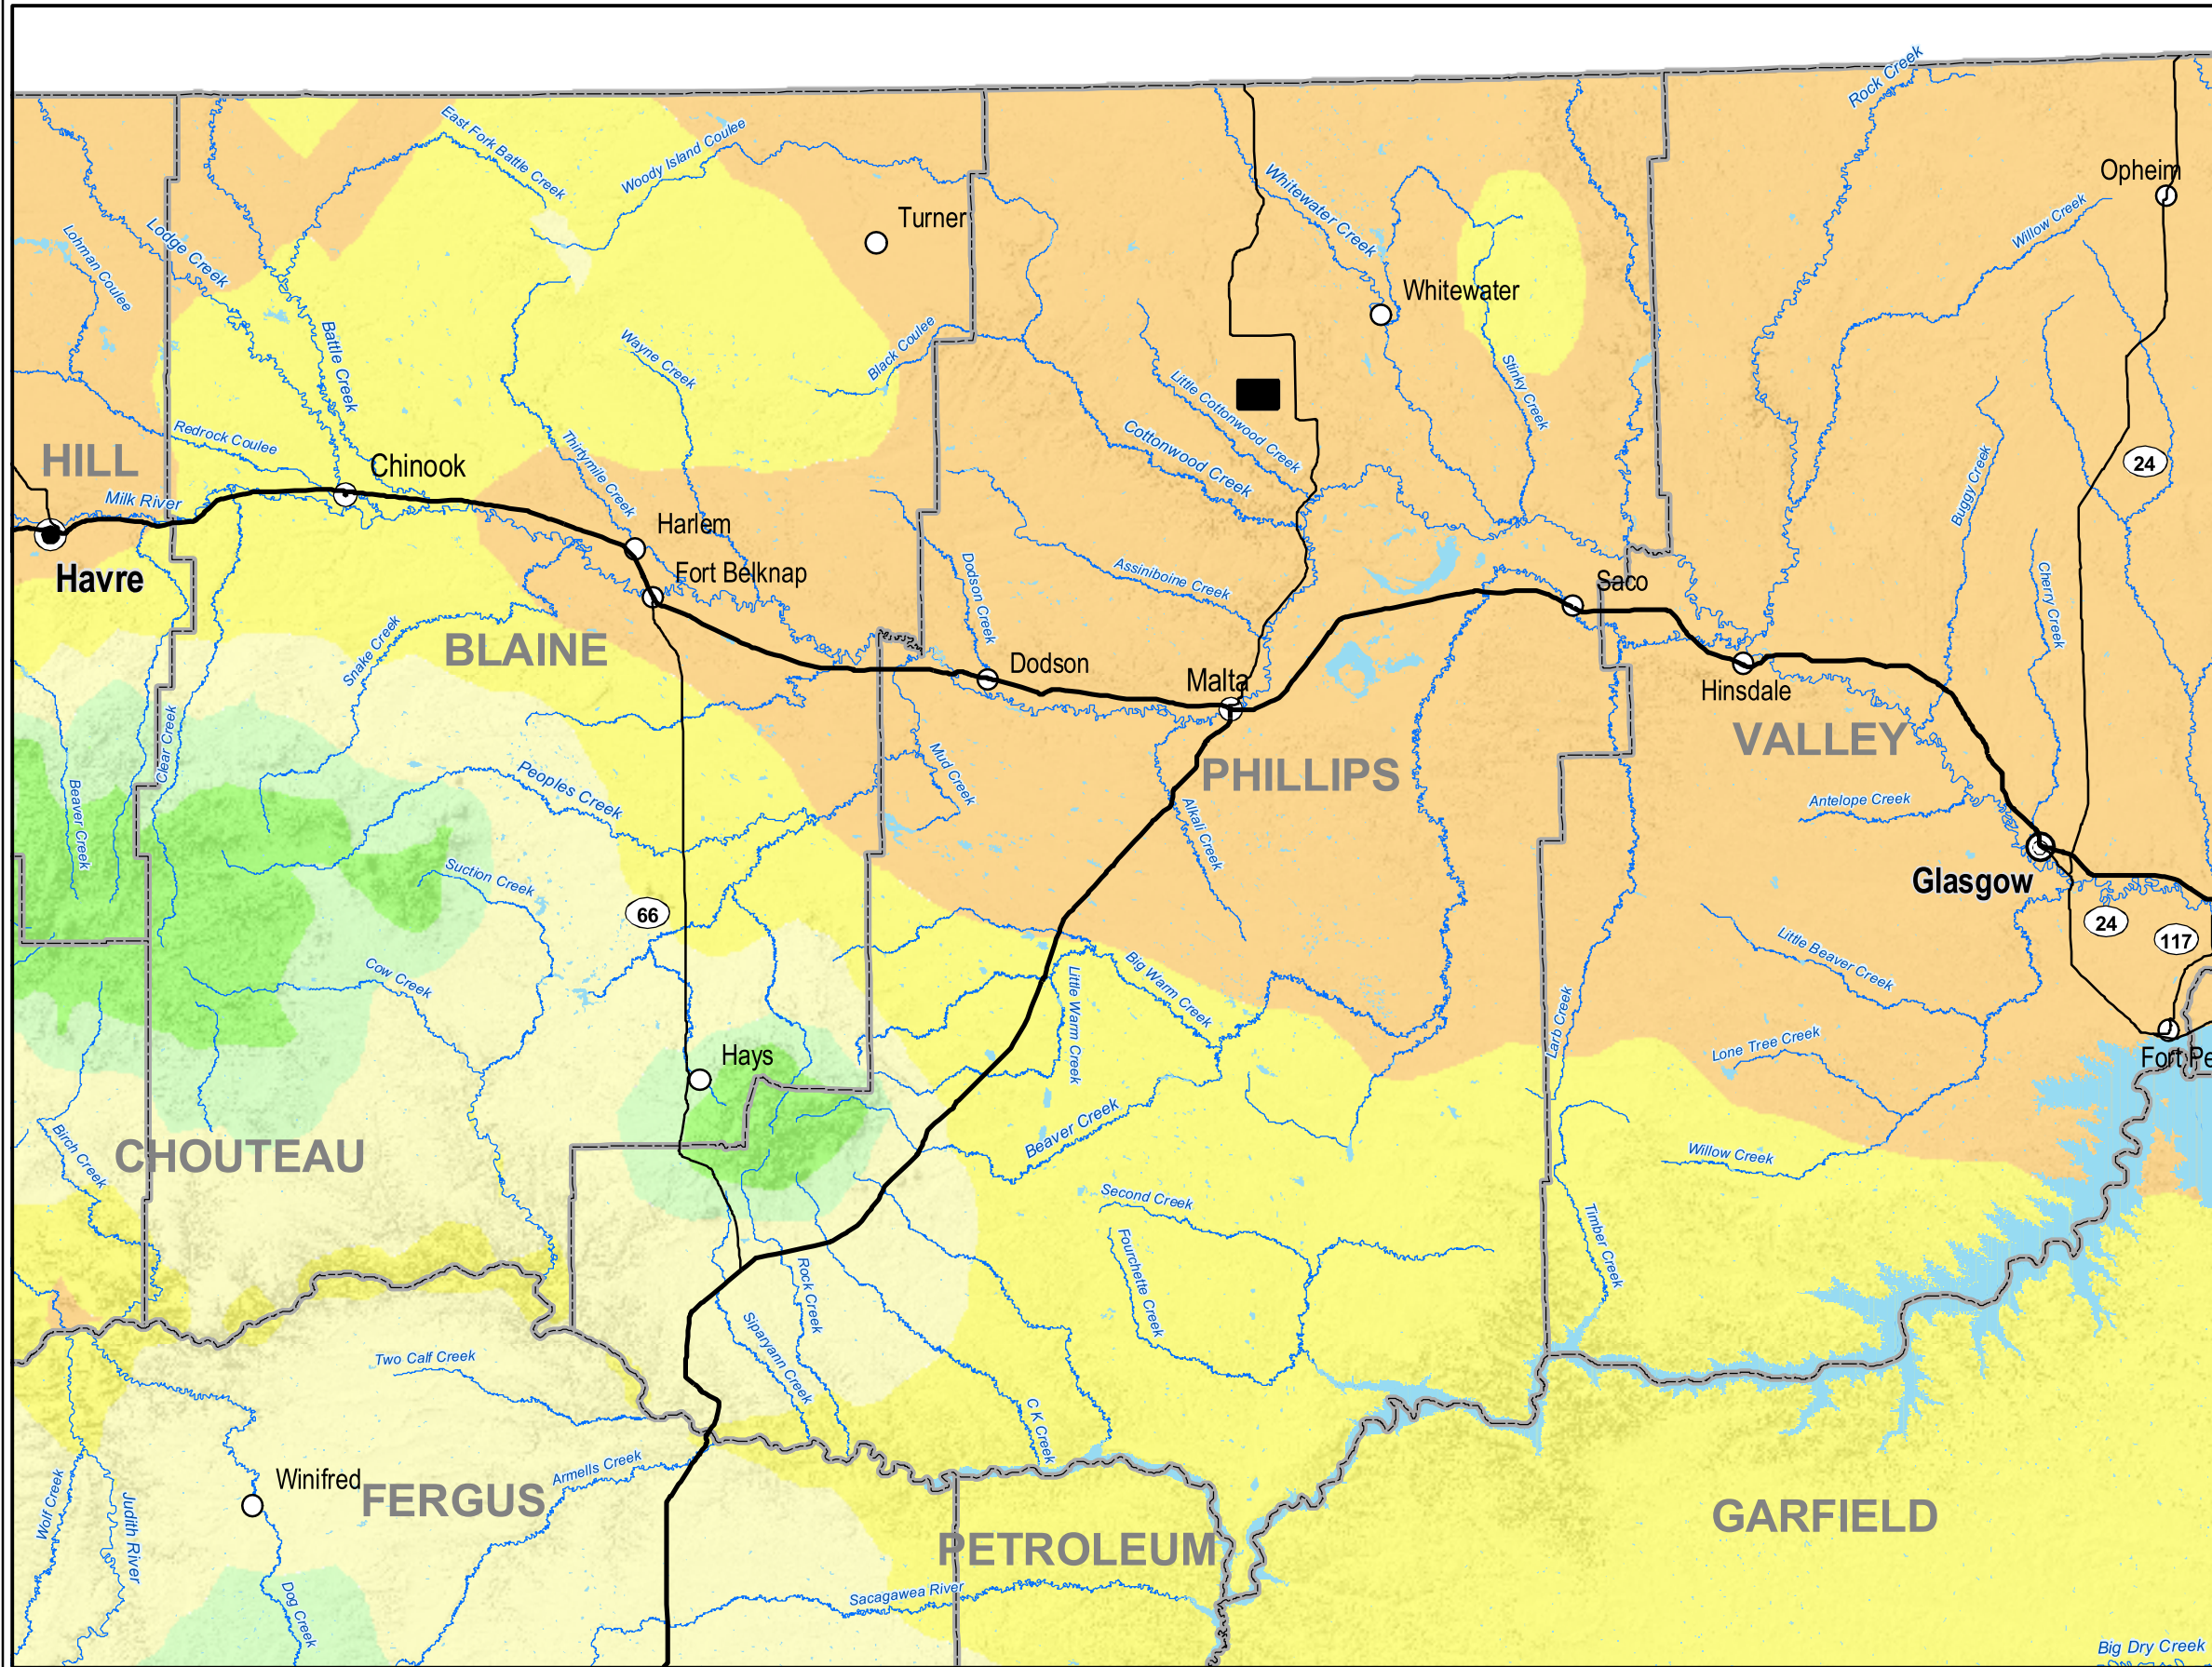 Rock Creek
East Fork Battle Creek
Woody Island Coulee
Opheim
Whitewater Creek
Turner
Willow Creek
Lodge Creek
Lohman Coulee
Whitewater
Battle Creek
Wayne Creek
Black Coulee
Little Cottonwood Creek
Stinky Creek
Redrock Coulee
HILL
Chinook
Thirtymile Creek
Cottonwood Creek
24
Buggy Creek
Milk River
Harlem
Havre
Fort Belknap
Dodson Creek
Assiniboine Creek
Saco
Cherry Creek
Snake Creek
BLAINE
Dodson
Malta
Hinsdale
VALLEY
Clear Creek
Peoples Creek
Mud Creek
PHILLIPS
Beaver Creek
Alkali Creek
Antelope Creek
Suction Creek
Glasgow
66
24
117
Cow Creek
Little Warm Creek
Big Warm Creek
Little Beaver Creek
Larb Creek
Lone Tree Creek
Hays
Fort Pe
CHOUTEAU
Birch Creek
Beaver Creek
Willow Creek
Second Creek
Fourchette Creek
Timber Creek
Rock Creek
Sipanyann Creek
Two Calf Creek
C K Creek
Winifred
FERGUS
Armells Creek
Wolf Creek
Judith River
PETROLEUM
GARFIELD
Dog Creek
Sacagawea River
Big Dry Creek